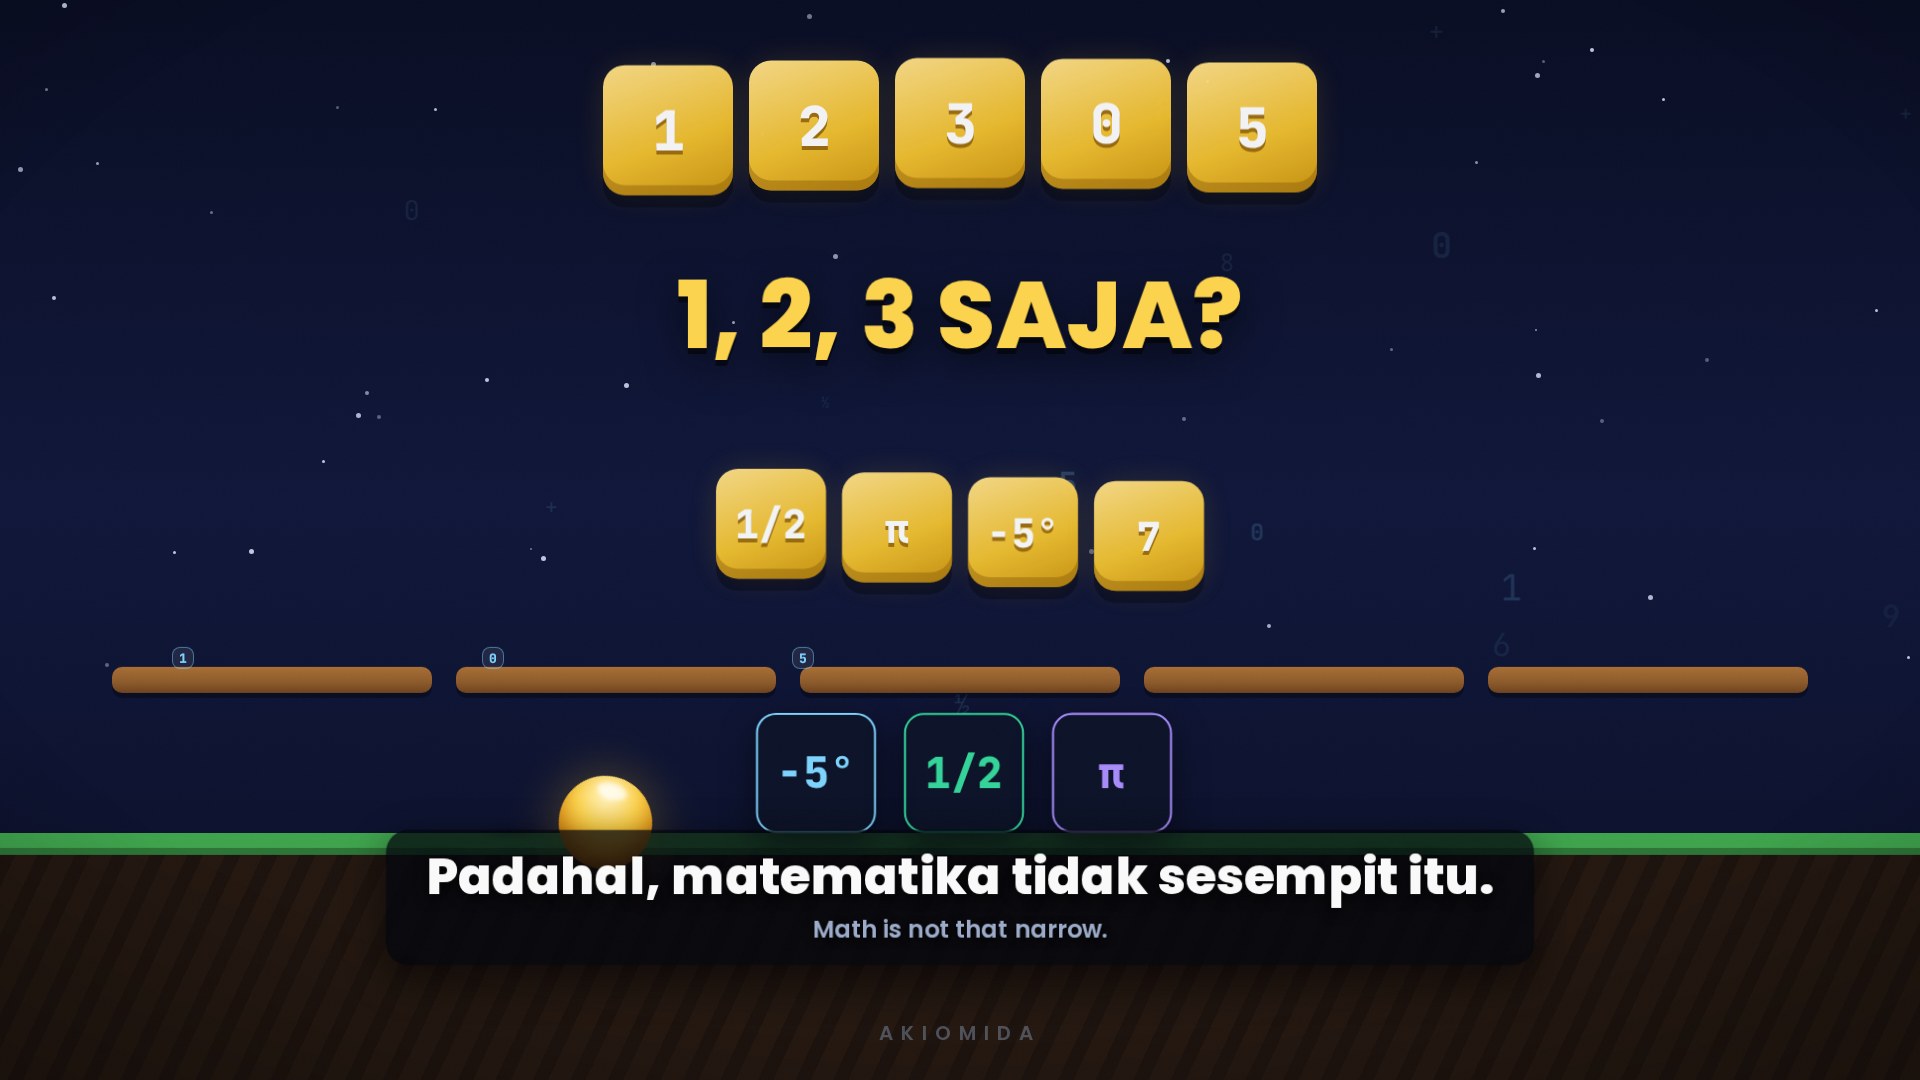 1 2 3 0 5
1, 2, 3 SAJA?
1/2 π -5° 7
1 0 5
-5° 1/2 π
Padahal, matematika tidak sesempit itu.
Math is not that narrow.
AKIOMIDA